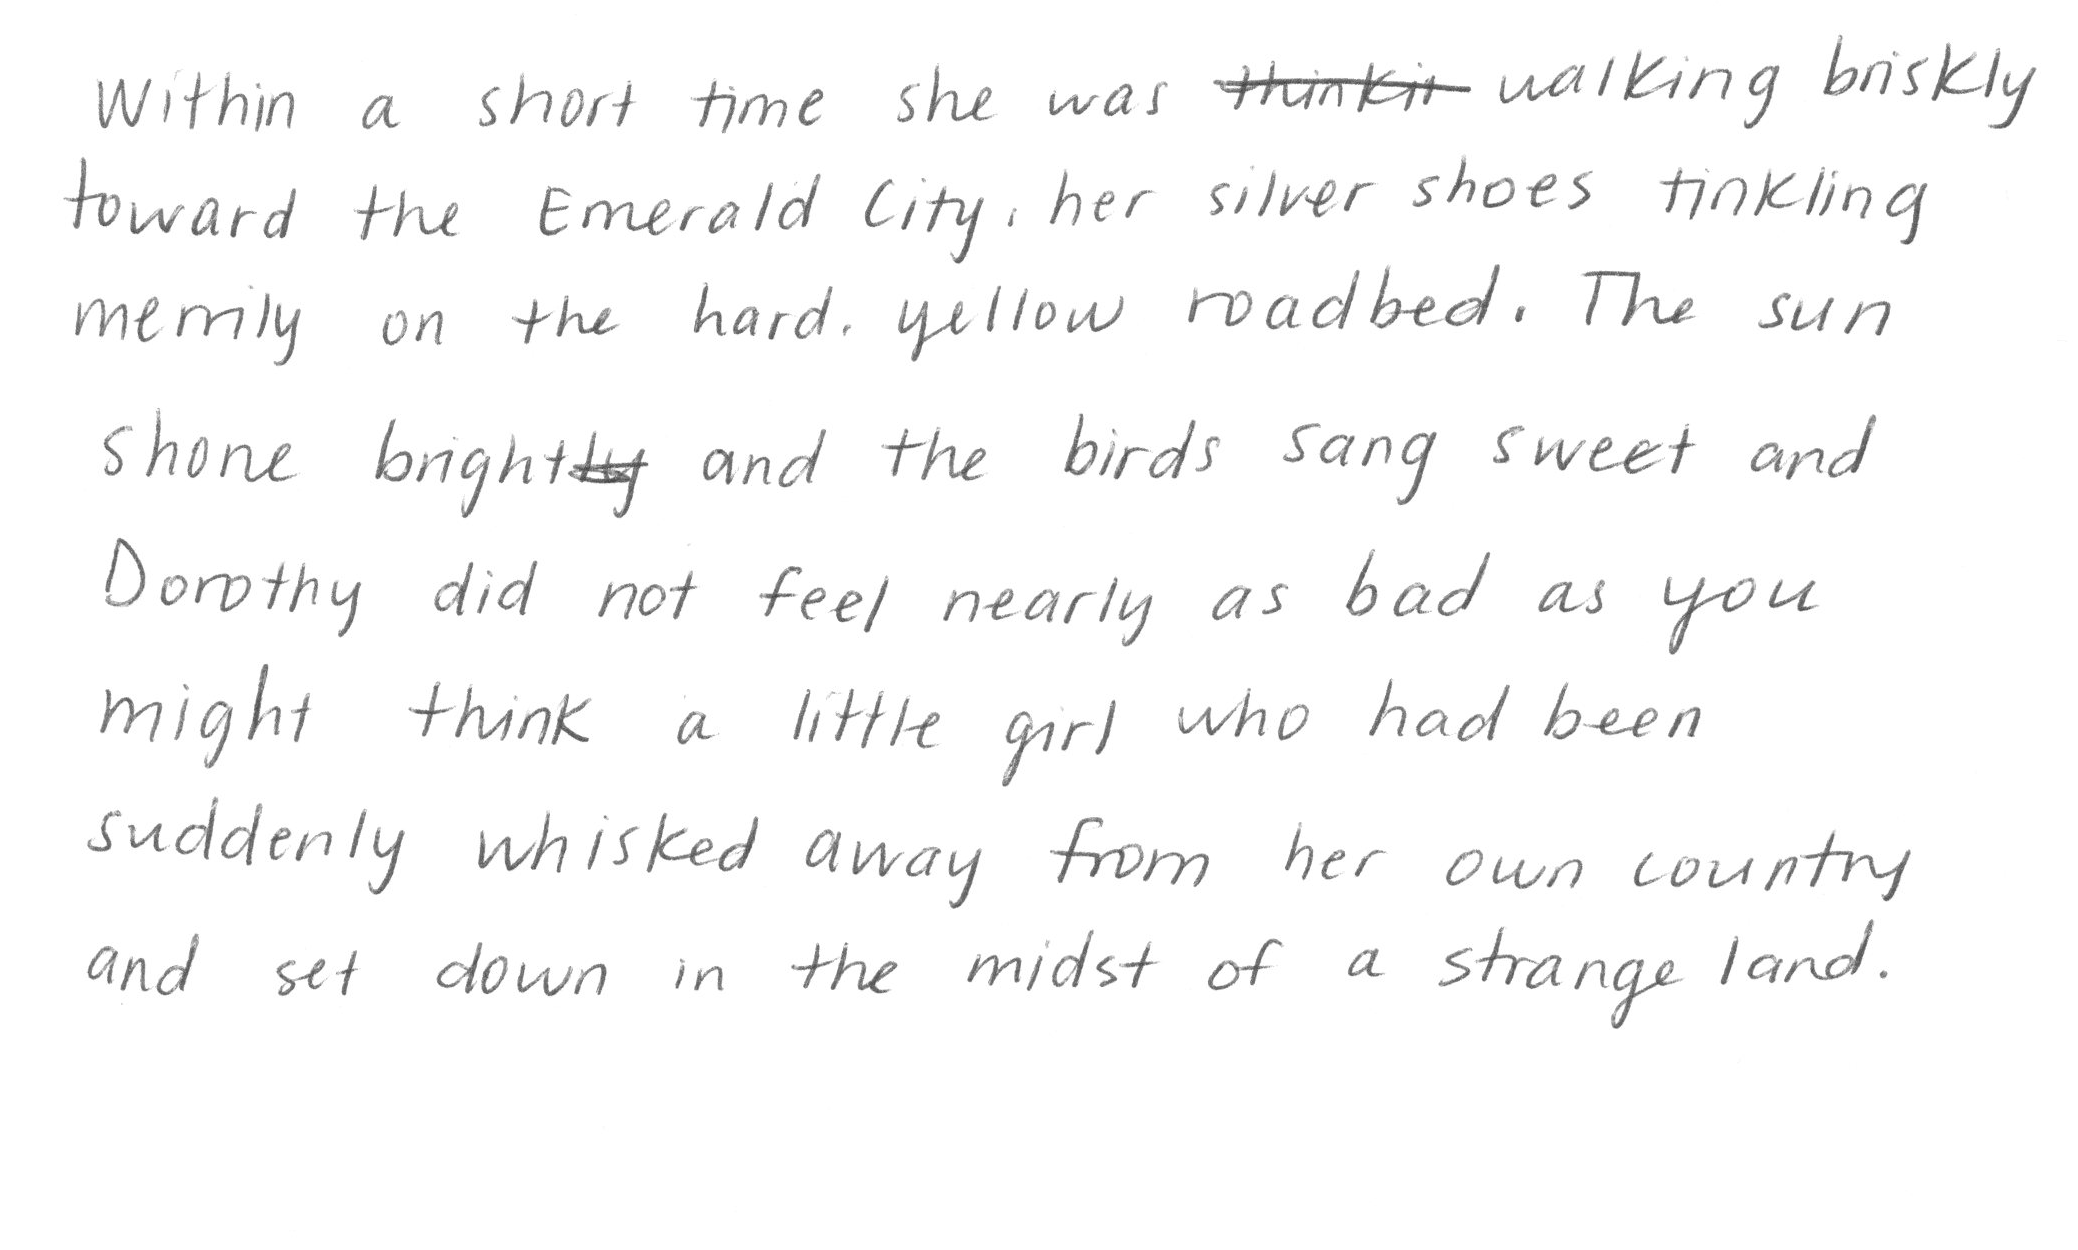 Within a short time she was ~~thinkin~~ walking briskly
toward the Emerald City, her silver shoes tinkling
merrily on the hard, yellow roadbed. The sun
shone bright~~ly~~ and the birds sang sweet and
Dorothy did not feel nearly as bad as you
might think a little girl who had been
suddenly whisked away from her own country
and set down in the midst of a strange land.